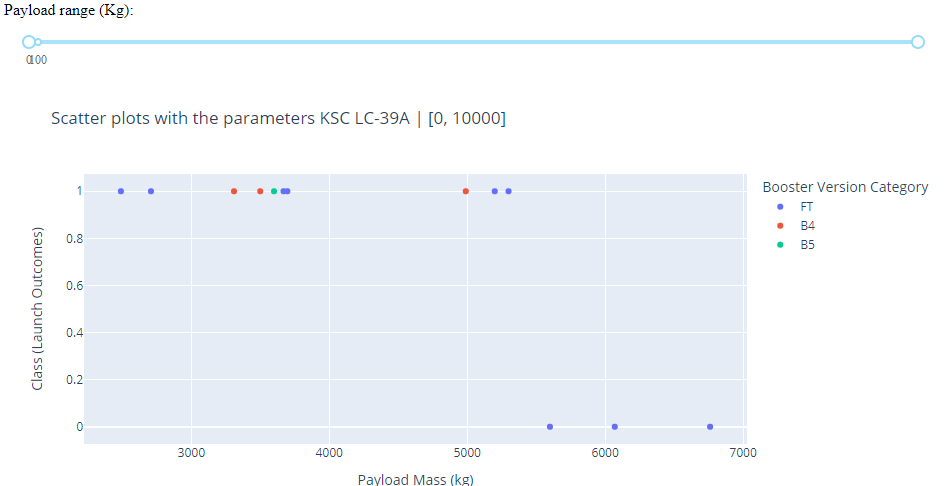 Payload range (Kg):
0 100
Scatter plots with the parameters KSC LC-39A | [0, 10000]
Booster Version Category
FT
B4
B5
Class (Launch Outcomes)
1
0.8
0.6
0.4
0.2
0
3000 4000 5000 6000 7000
Payload Mass (kg)